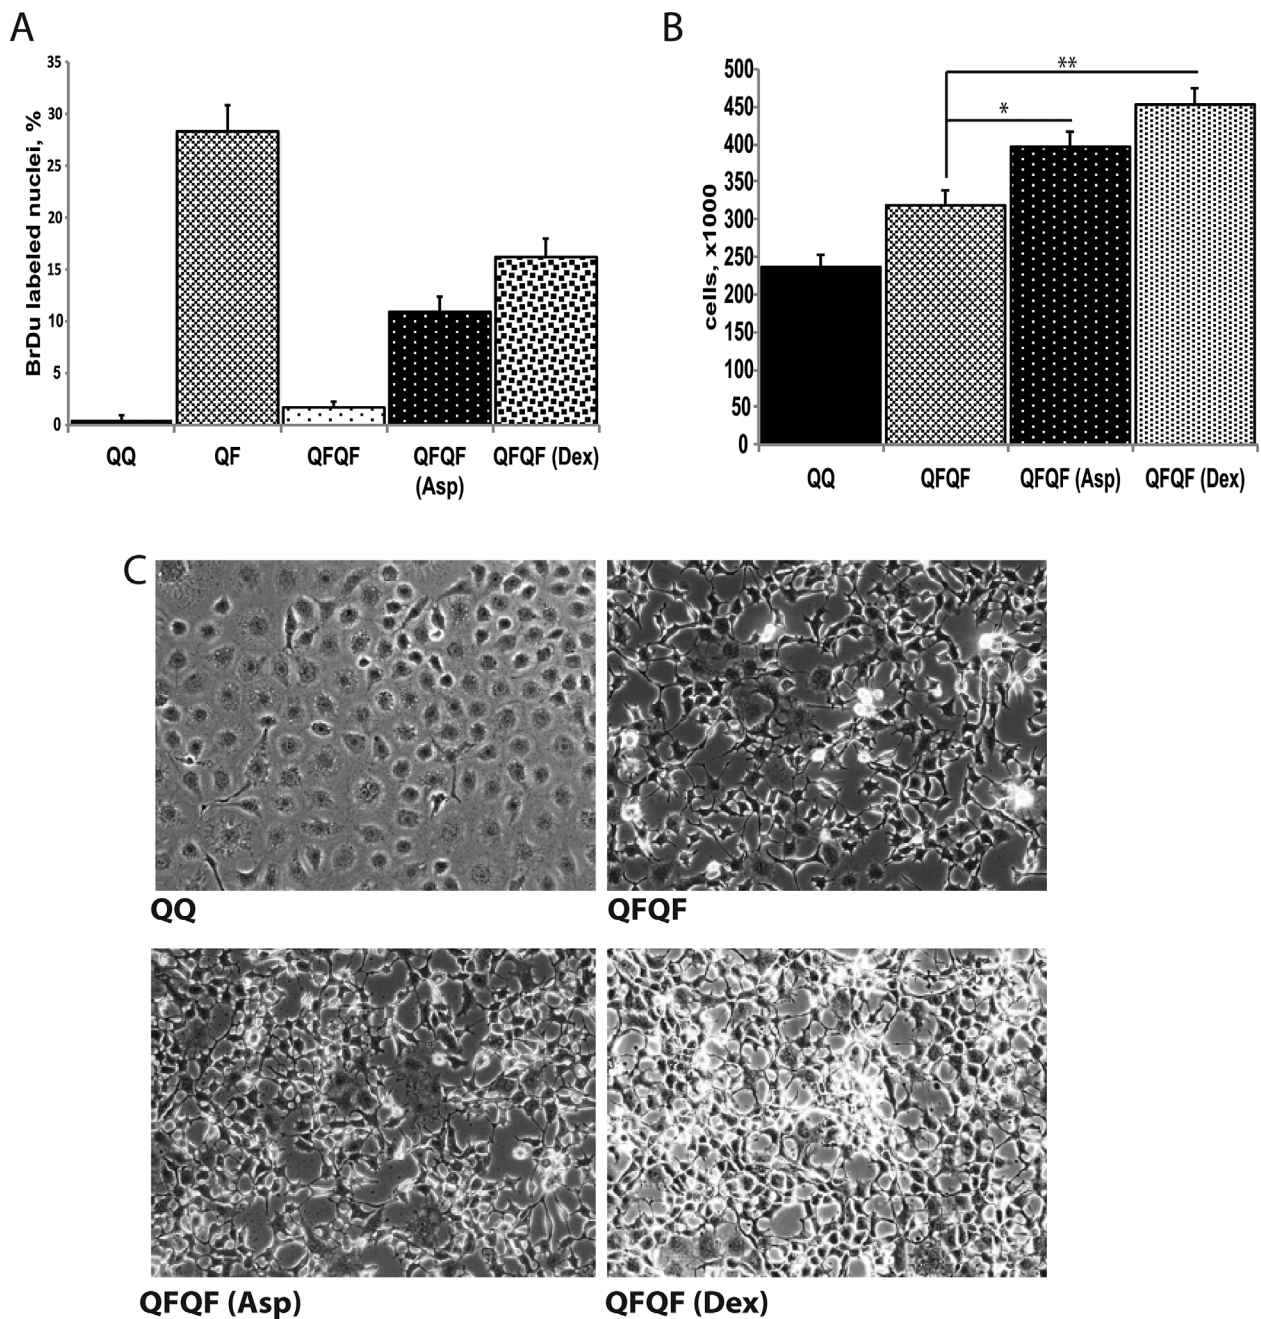 A
BrDu labeled nuclei, %
35
30
25
20
15
10
5
0
QQ
QF
QFQF
QFQF
(Asp)
QFQF (Dex)
B
cells, x1000
500
450
400
350
300
250
200
150
100
50
0
**
*
QQ
QFQF
QFQF (Asp)
QFQF (Dex)
C
QQ
QFQF
QFQF (Asp)
QFQF (Dex)